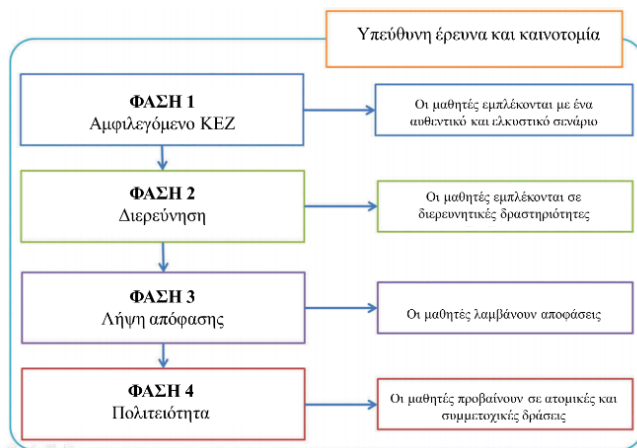 Υπεύθυνη έρευνα και καινοτομία
ΦΑΣΗ 1
Αμφιλεγόμενο ΚΕΖ
Οι μαθητές εμπλέκονται με ένα
αυθεντικό και ελκυστικό σενάριο
ΦΑΣΗ 2
Διερεύνηση
Οι μαθητές εμπλέκονται σε
διερευνητικές δραστηριότητες
ΦΑΣΗ 3
Λήψη απόφασης
Οι μαθητές λαμβάνουν αποφάσεις
ΦΑΣΗ 4
Πολιτειότητα
Οι μαθητές προβαίνουν σε ατομικές και
συμμετοχικές δράσεις